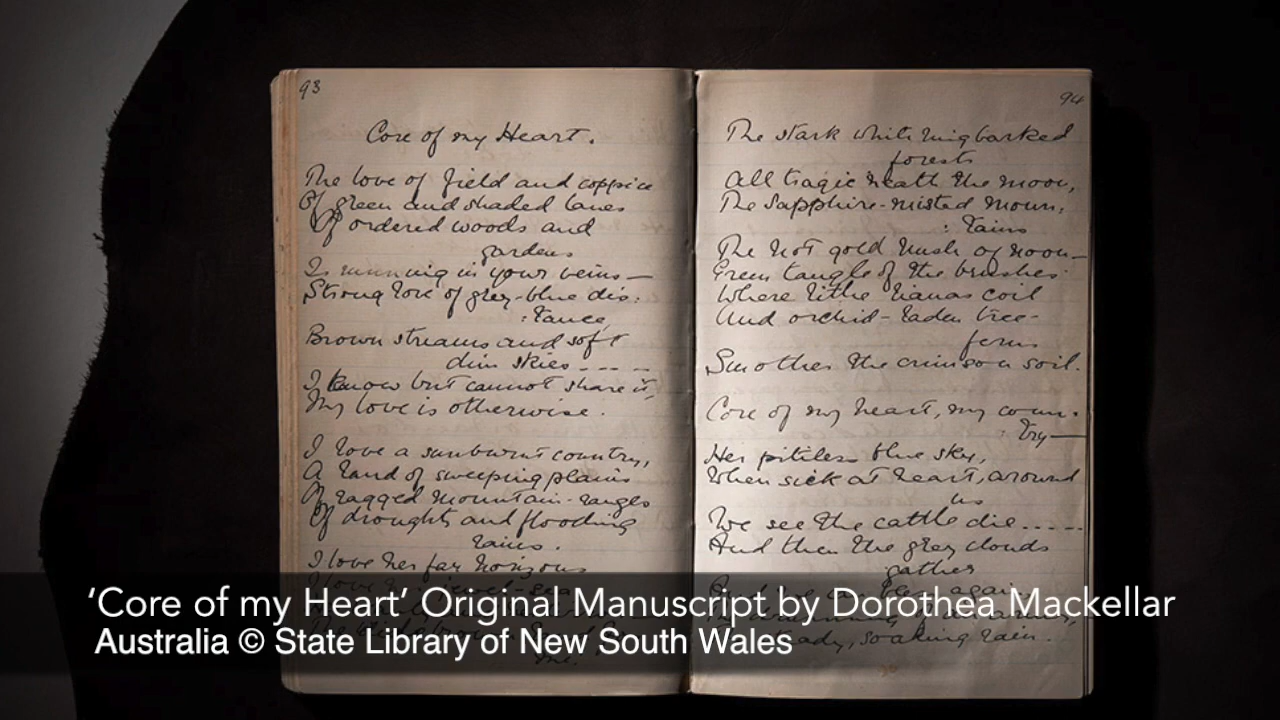 93
Core of my Heart.
The love of field and coppice
Of green and shaded lanes
Of ordered woods and
gardens
Is running in your veins—
Strong love of grey-blue dis:
:tance,
Brown streams and soft
dim skies - - - -
I know but cannot share it,
My love is otherwise.
I love a sunburnt country,
A land of sweeping plains
Of ragged mountain-ranges
Of droughts and flooding
rains.
I love her far horizons
jewel-sea
me.
94
The stark white ringbarked
forests
All tragic neath the moon,
The sapphire-misted moun:
:tains
The hot gold hush of noon—
Green tangle of the brushes
Where lithe lianas coil
And orchid-laden tree-
ferns
Smother the crimson soil.
Core of my heart, my coun:
:try—
Her pitiless blue sky,
When sick at heart, around
us
We see the cattle die.....
And then the grey clouds
gather
again
steady, soaking rain.
‘Core of my Heart’ Original Manuscript by Dorothea Mackellar
Australia © State Library of New South Wales